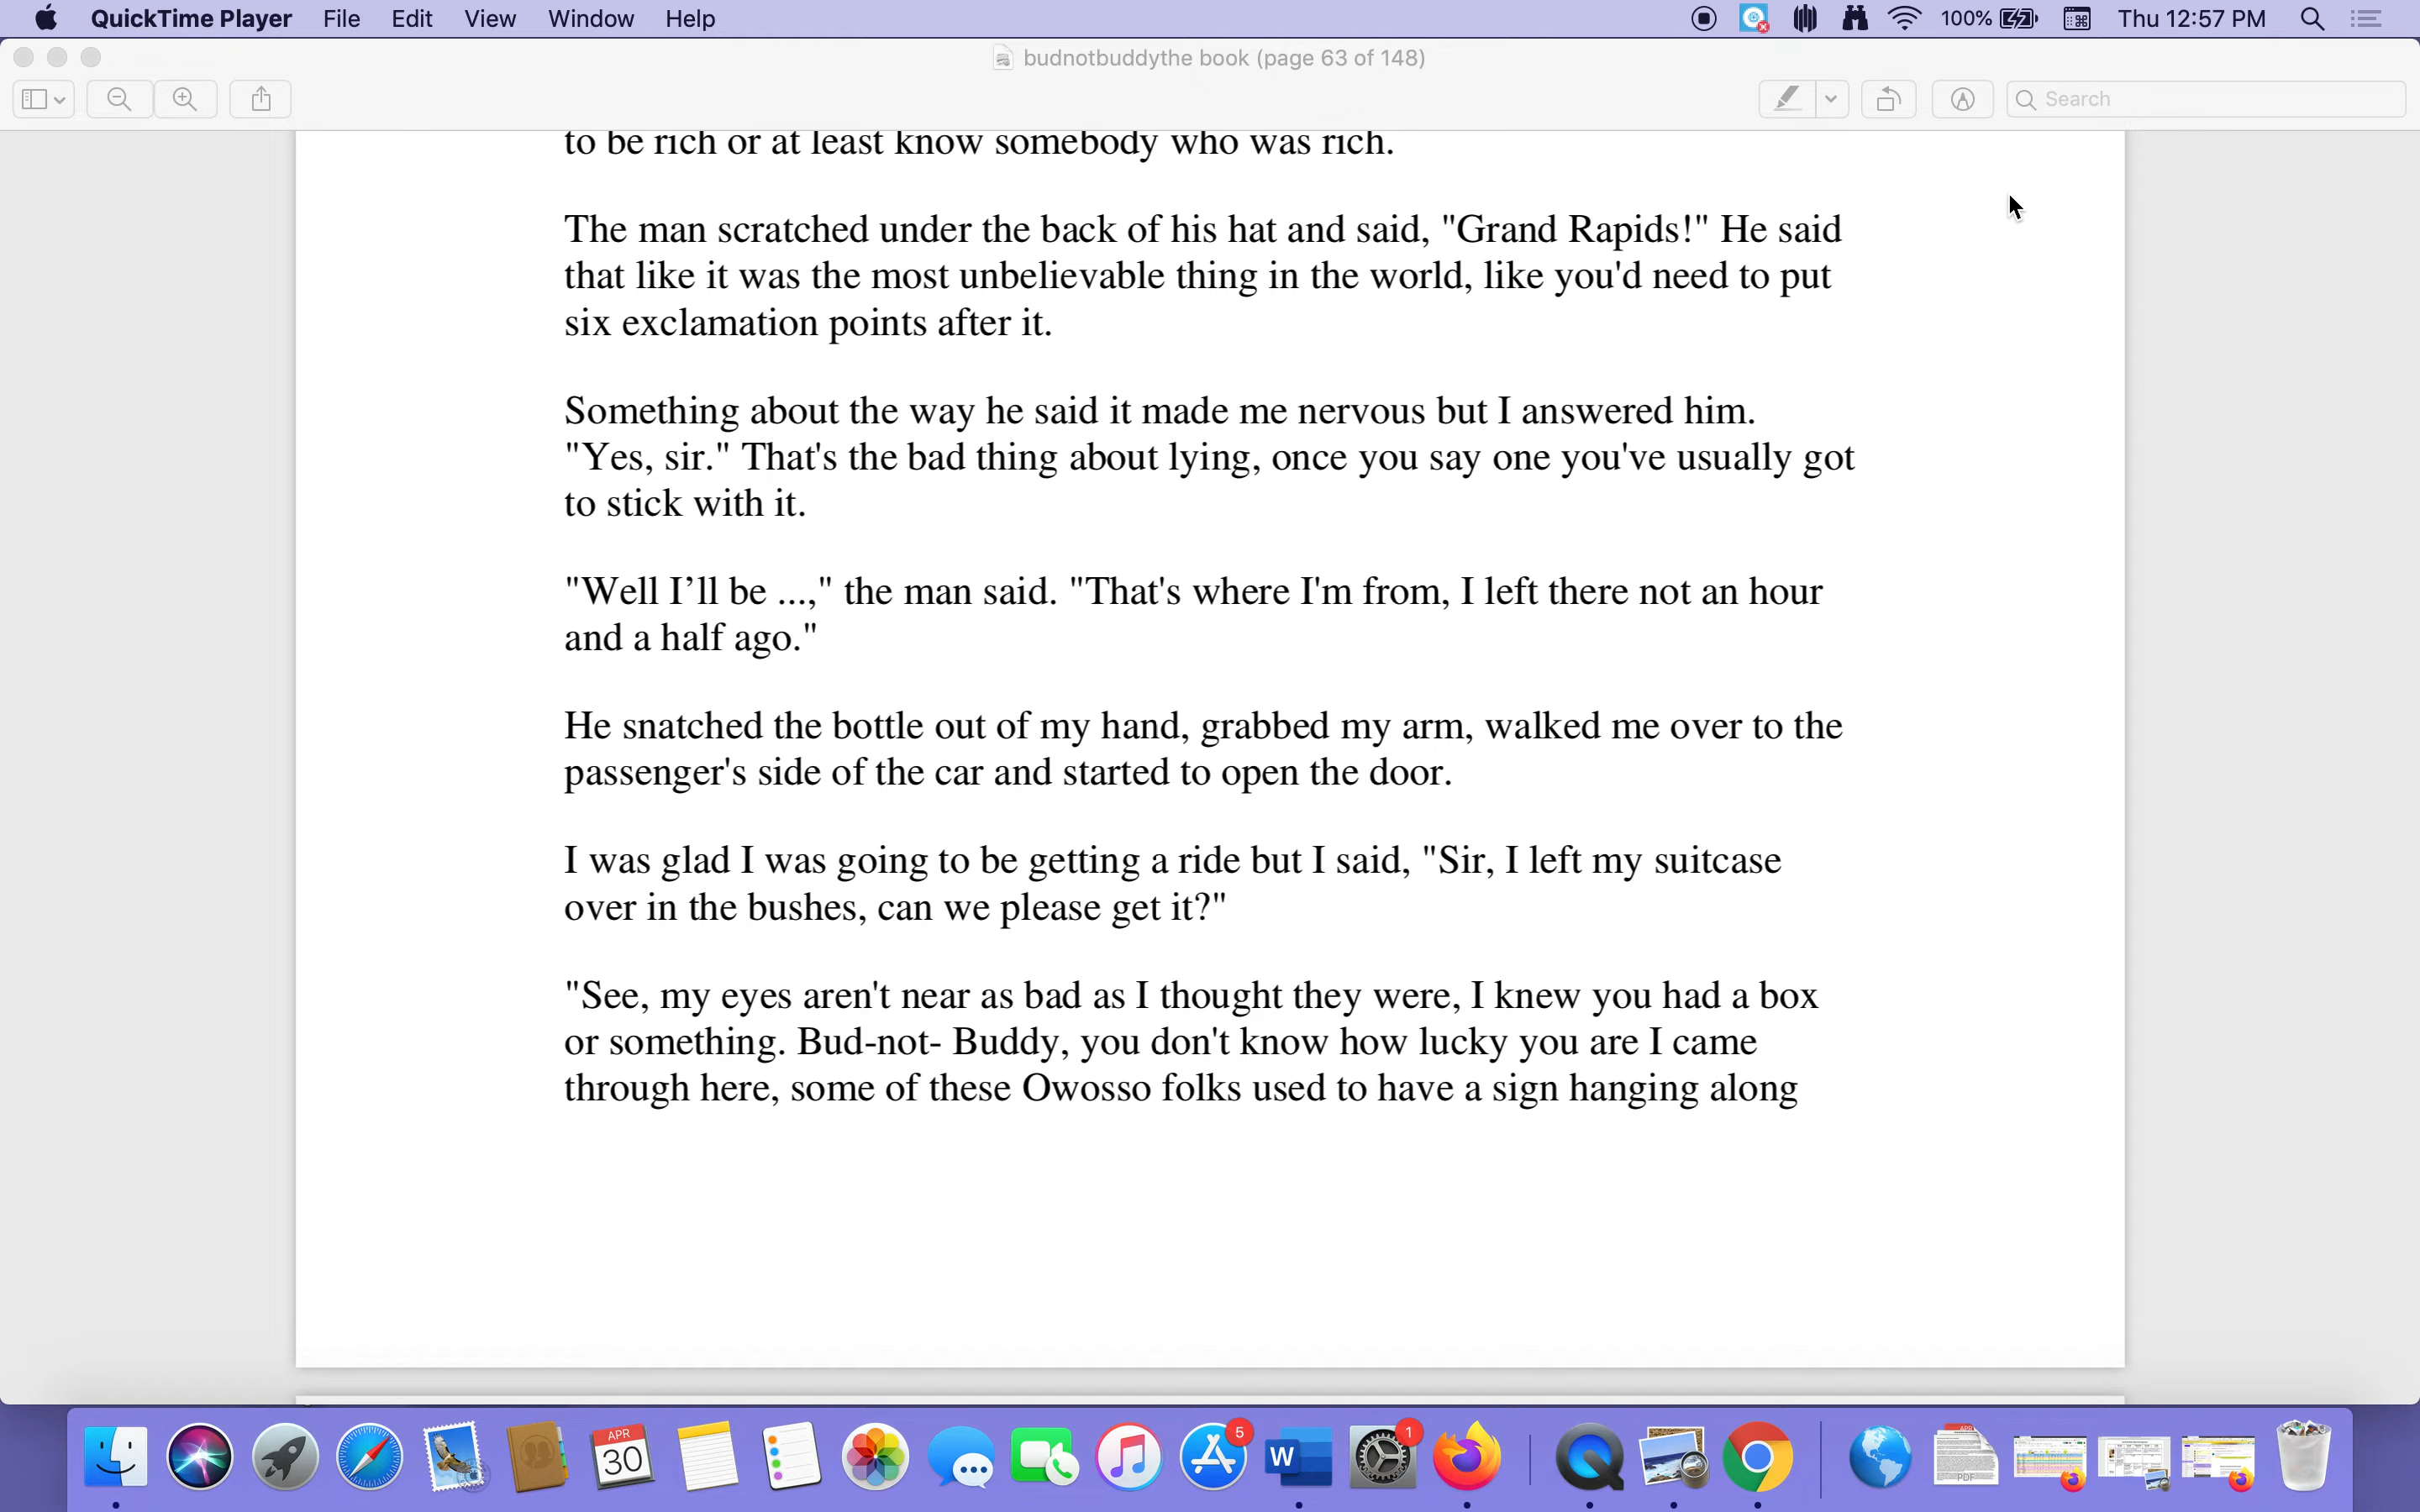 QuickTime Player File Edit View Window Help 100% Thu 12:57 PM
budnotbuddythe book (page 63 of 148)
Search
to be rich or at least know somebody who was rich.
The man scratched under the back of his hat and said, "Grand Rapids!" He said
that like it was the most unbelievable thing in the world, like you'd need to put
six exclamation points after it.
Something about the way he said it made me nervous but I answered him.
"Yes, sir." That's the bad thing about lying, once you say one you've usually got
to stick with it.
"Well I’ll be ...," the man said. "That's where I'm from, I left there not an hour
and a half ago."
He snatched the bottle out of my hand, grabbed my arm, walked me over to the
passenger's side of the car and started to open the door.
I was glad I was going to be getting a ride but I said, "Sir, I left my suitcase
over in the bushes, can we please get it?"
"See, my eyes aren't near as bad as I thought they were, I knew you had a box
or something. Bud-not- Buddy, you don't know how lucky you are I came
through here, some of these Owosso folks used to have a sign hanging along
APR
30
5
W
1
PDF